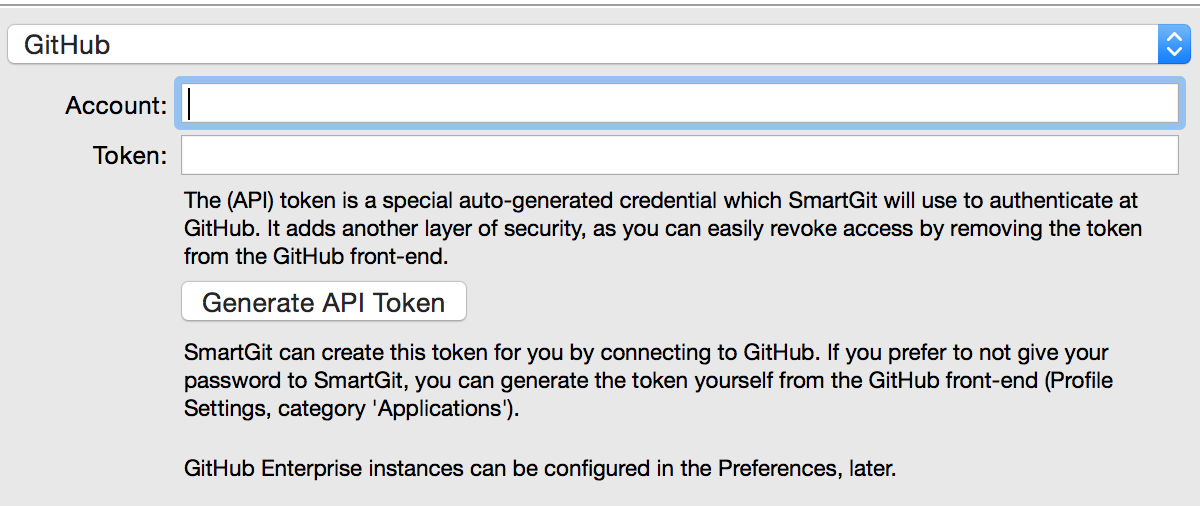 GitHub
Account:
Token:
The (API) token is a special auto-generated credential which SmartGit will use to authenticate at
GitHub. It adds another layer of security, as you can easily revoke access by removing the token
from the GitHub front-end.
Generate API Token
SmartGit can create this token for you by connecting to GitHub. If you prefer to not give your
password to SmartGit, you can generate the token yourself from the GitHub front-end (Profile
Settings, category 'Applications').
GitHub Enterprise instances can be configured in the Preferences, later.